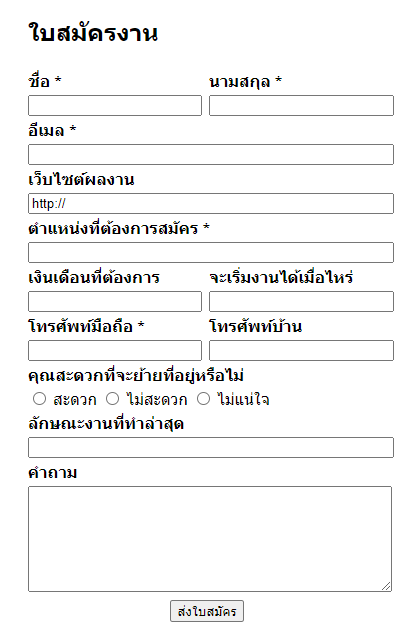 ใบสมัครงาน
ชื่อ * นามสกุล *
อีเมล *
เว็บไซต์ผลงาน
http://
ตำแหน่งที่ต้องการสมัคร *
เงินเดือนที่ต้องการ จะเริ่มงานได้เมื่อไหร่
โทรศัพท์มือถือ * โทรศัพท์บ้าน
คุณสะดวกที่จะย้ายที่อยู่หรือไม่
สะดวก ไม่สะดวก ไม่แน่ใจ
ลักษณะงานที่ทำล่าสุด
คำถาม
ส่งใบสมัคร